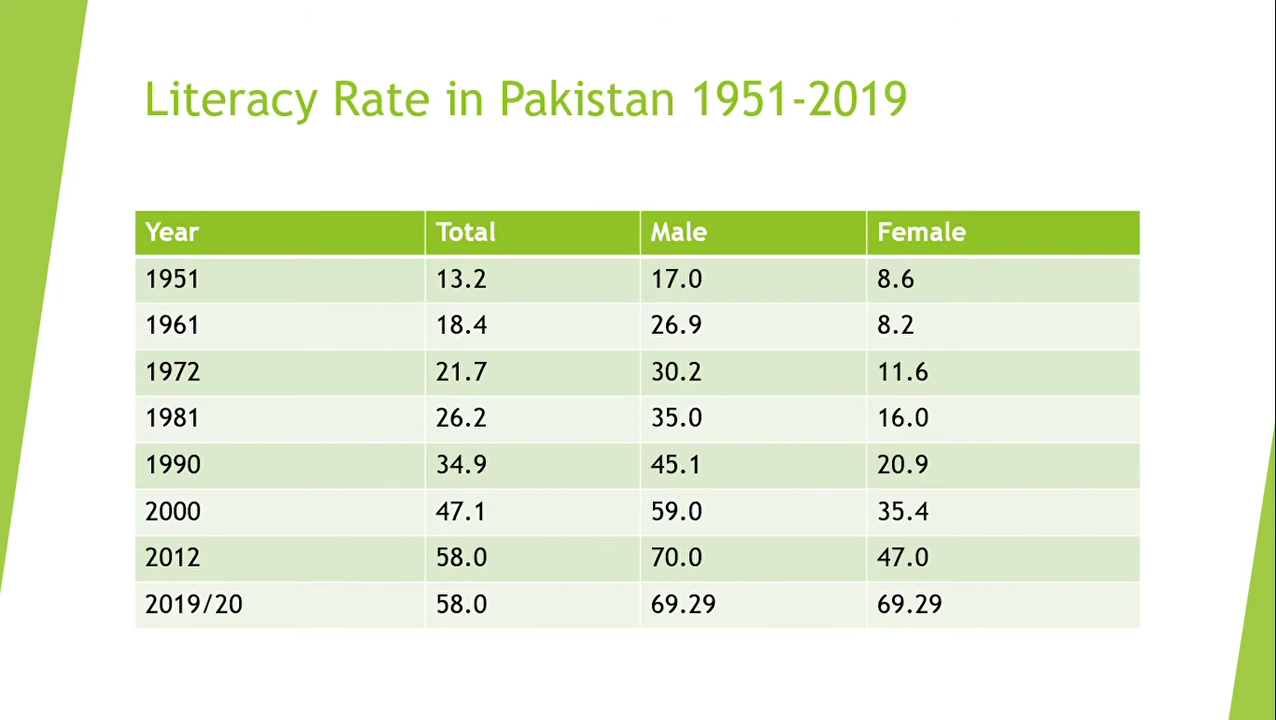 Literacy Rate in Pakistan 1951-2019
Year Total Male Female
1951 13.2 17.0 8.6
1961 18.4 26.9 8.2
1972 21.7 30.2 11.6
1981 26.2 35.0 16.0
1990 34.9 45.1 20.9
2000 47.1 59.0 35.4
2012 58.0 70.0 47.0
2019/20 58.0 69.29 69.29